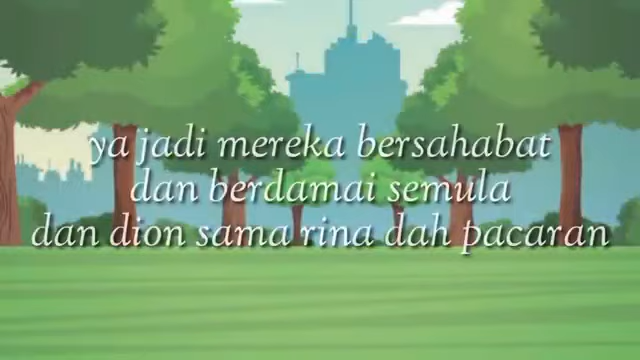 ya jadi mereka bersahabat
dan berdamai semula
dan dion sama rina dah pacaran